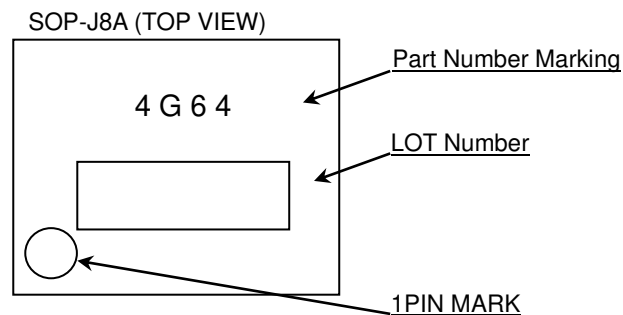 SOP-J8A (TOP VIEW)
Part Number Marking
4 G 6 4
LOT Number
1PIN MARK